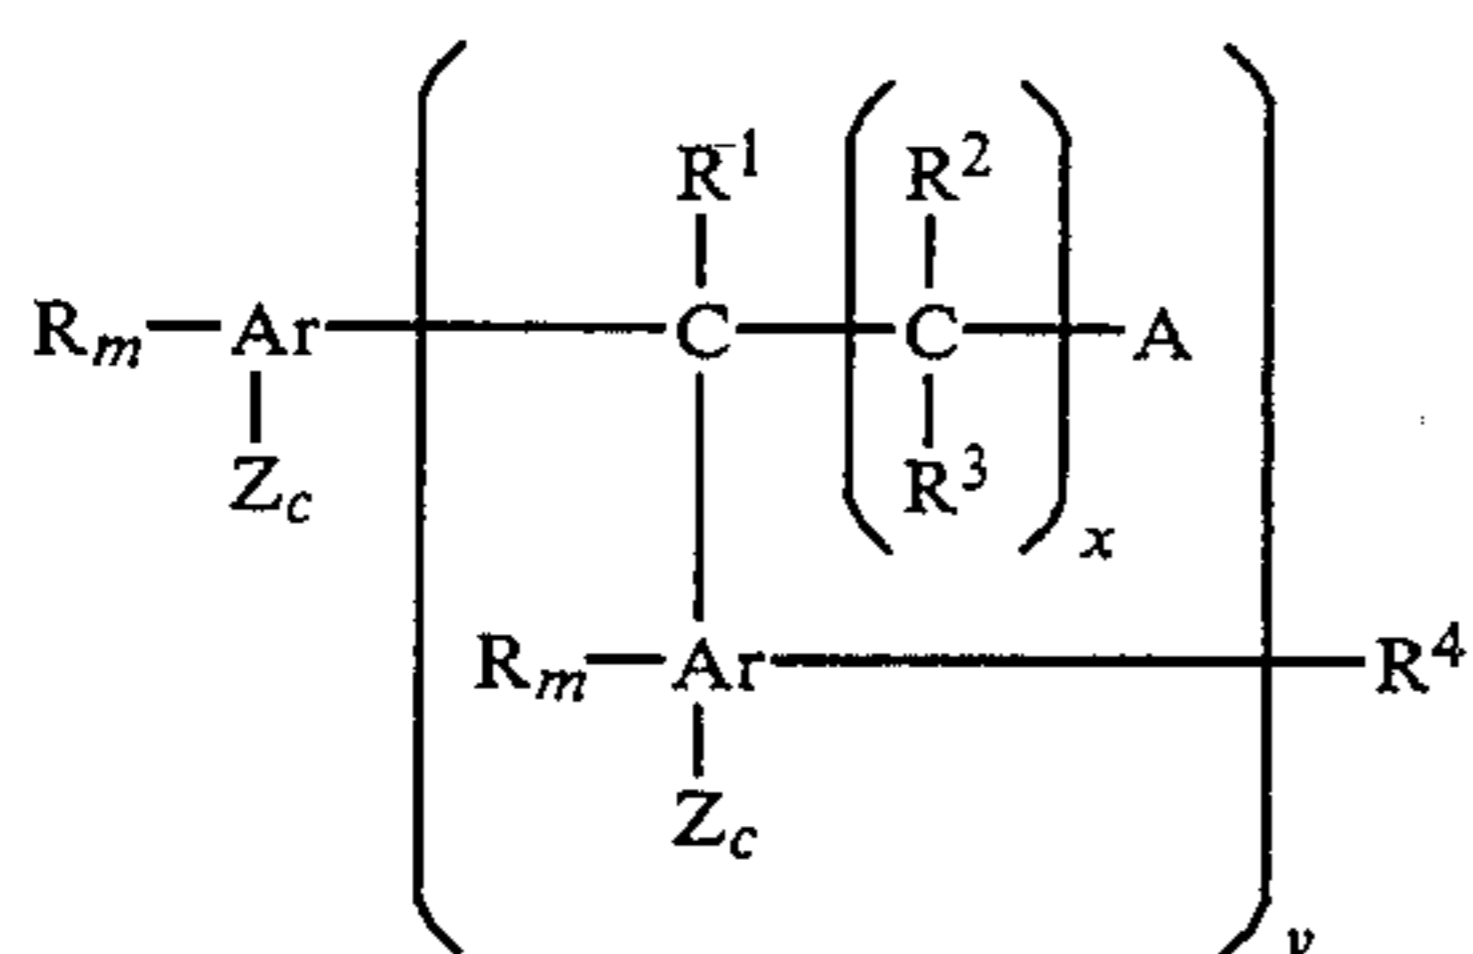 R¹ R²
Rm—Ar—C—C—A
Zc R³ x
Rm—Ar—R⁴
Zc
y